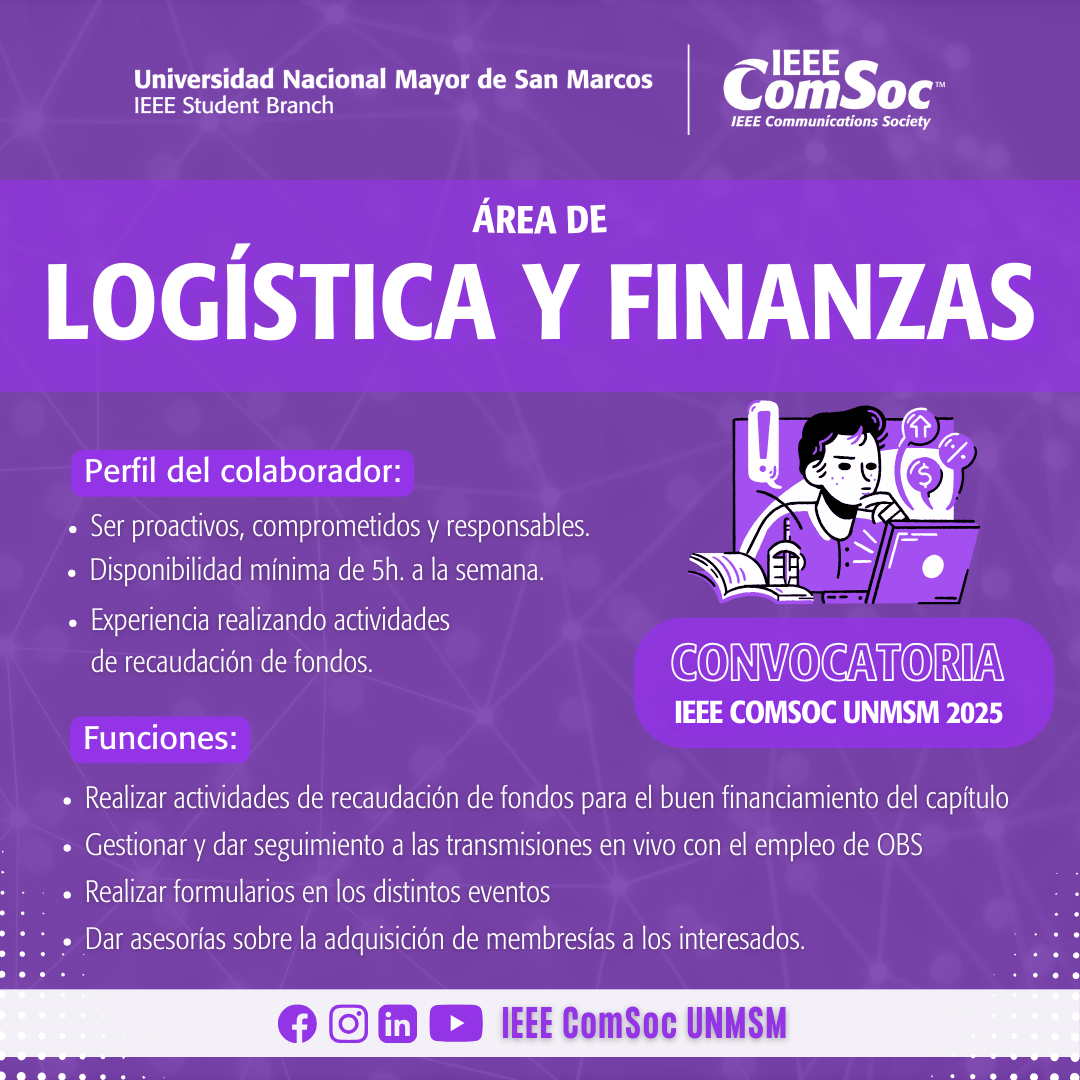 Universidad Nacional Mayor de San Marcos
IEEE Student Branch
IEEE
ComSoc™
IEEE Communications Society
ÁREA DE
LOGÍSTICA Y FINANZAS
Perfil del colaborador:
• Ser proactivos, comprometidos y responsables.
• Disponibilidad mínima de 5h. a la semana.
• Experiencia realizando actividades
de recaudación de fondos.
CONVOCATORIA
IEEE COMSOC UNMSM 2025
Funciones:
• Realizar actividades de recaudación de fondos para el buen financiamiento del capítulo
• Gestionar y dar seguimiento a las transmisiones en vivo con el empleo de OBS
• Realizar formularios en los distintos eventos
• Dar asesorías sobre la adquisición de membresías a los interesados.
IEEE ComSoc UNMSM